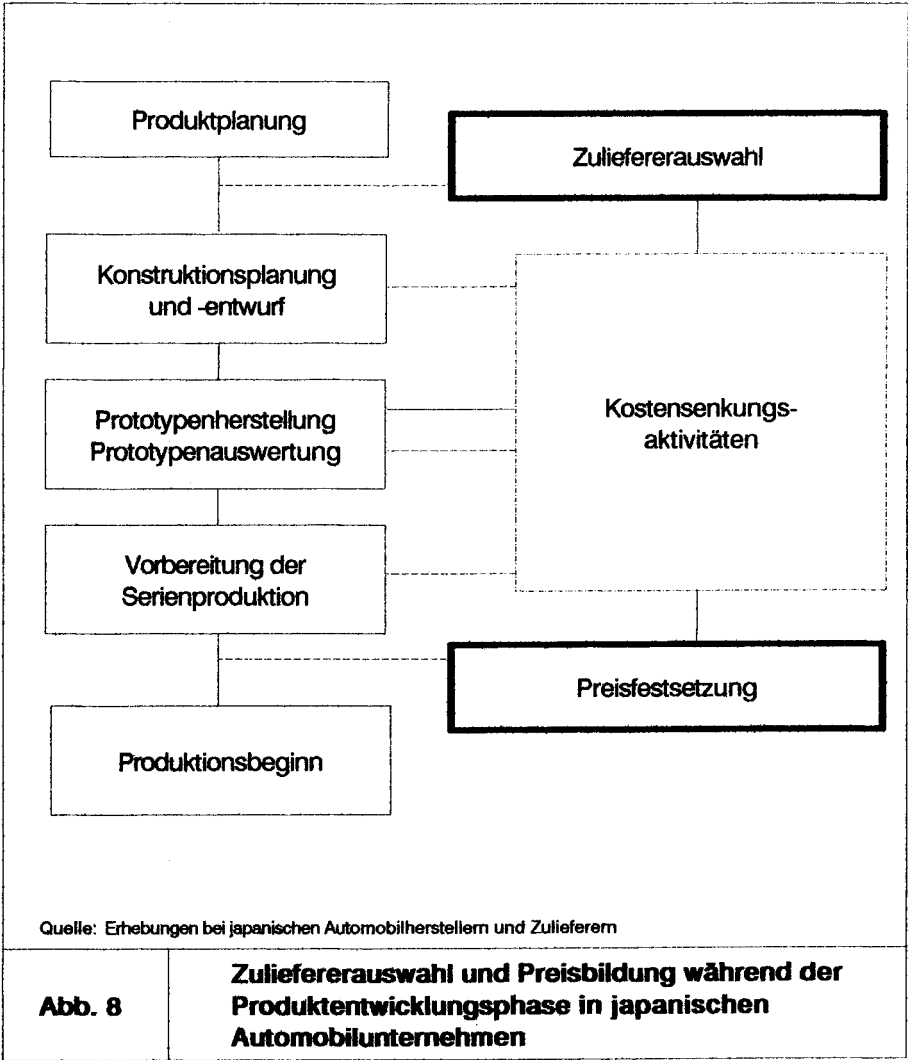 Produktplanung
Zuliefererauswahl
Konstruktionsplanung
und -entwurf
Prototypenherstellung
Prototypenauswertung
Kostensenkungs-
aktivitäten
Vorbereitung der
Serienproduktion
Preisfestsetzung
Produktionsbeginn
Quelle: Erhebungen bei japanischen Automobilherstellern und Zulieferern
Abb. 8
Zuliefererauswahl und Preisbildung während der
Produktentwicklungsphase in japanischen
Automobilunternehmen